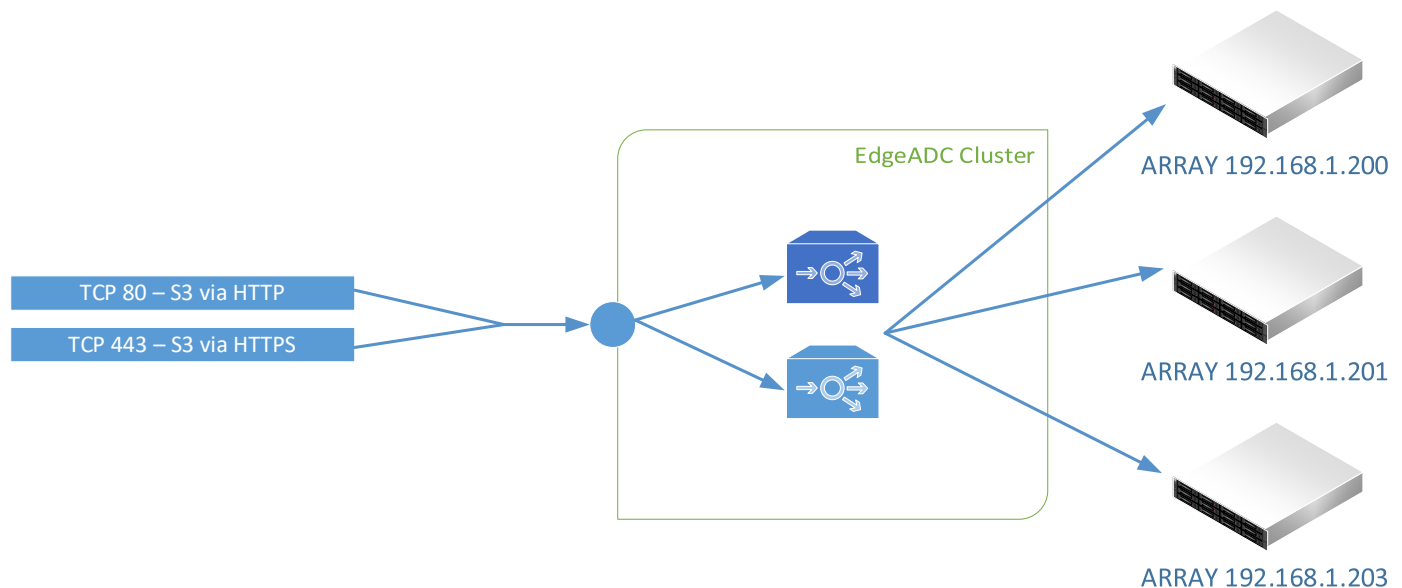 TCP 80 – S3 via HTTP
TCP 443 – S3 via HTTPS
EdgeADC Cluster
ARRAY 192.168.1.200
ARRAY 192.168.1.201
ARRAY 192.168.1.203